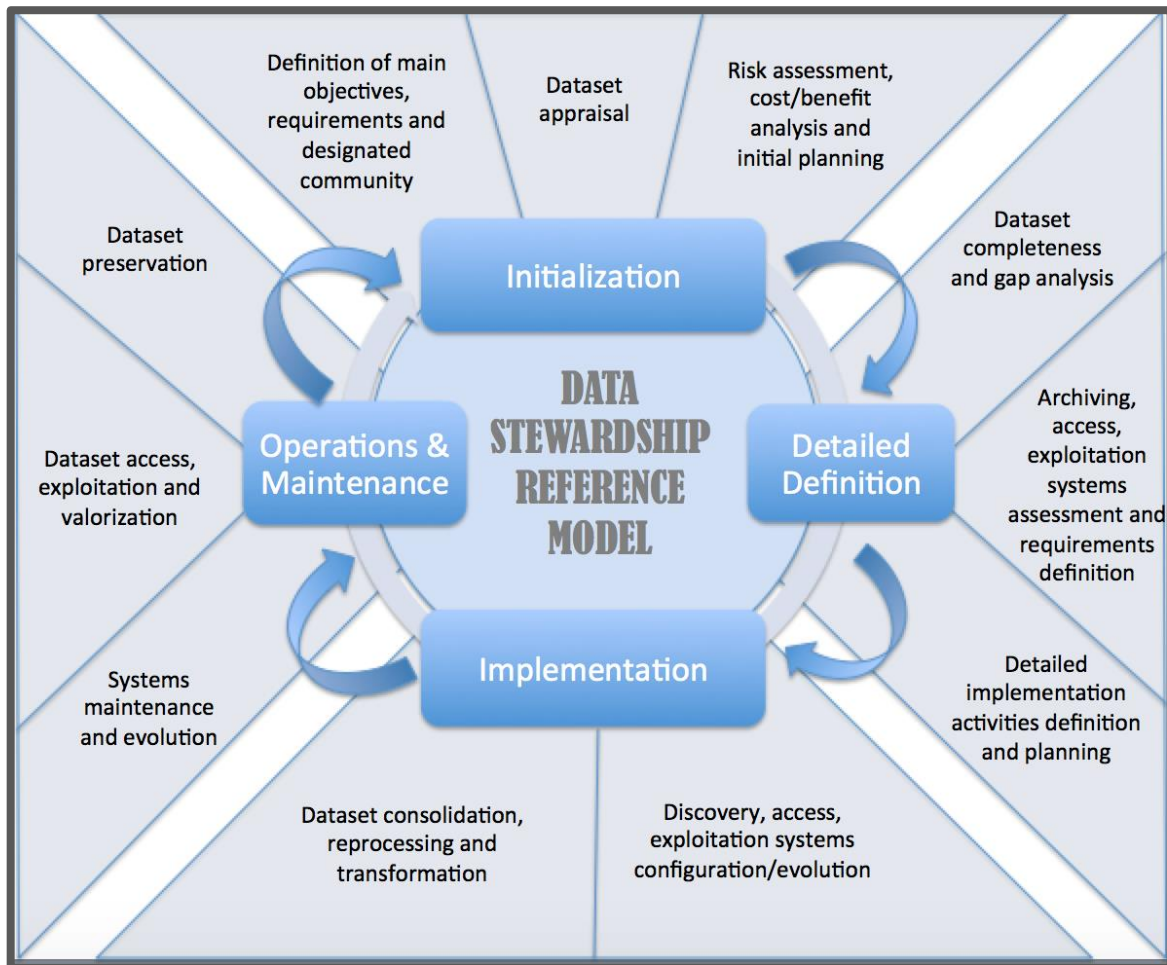 Definition of main
objectives,
requirements and
designated
community
Dataset
appraisal
Risk assessment,
cost/benefit
analysis and
initial planning
Dataset
preservation
Dataset
completeness
and gap analysis
Initialization
DATA
STEWARDSHIP
REFERENCE
MODEL
Operations &
Maintenance
Detailed
Definition
Archiving,
access,
exploitation
systems
assessment and
requirements
definition
Dataset access,
exploitation and
valorization
Implementation
Systems
maintenance
and evolution
Detailed
implementation
activities definition
and planning
Dataset consolidation,
reprocessing and
transformation
Discovery, access,
exploitation systems
configuration/evolution